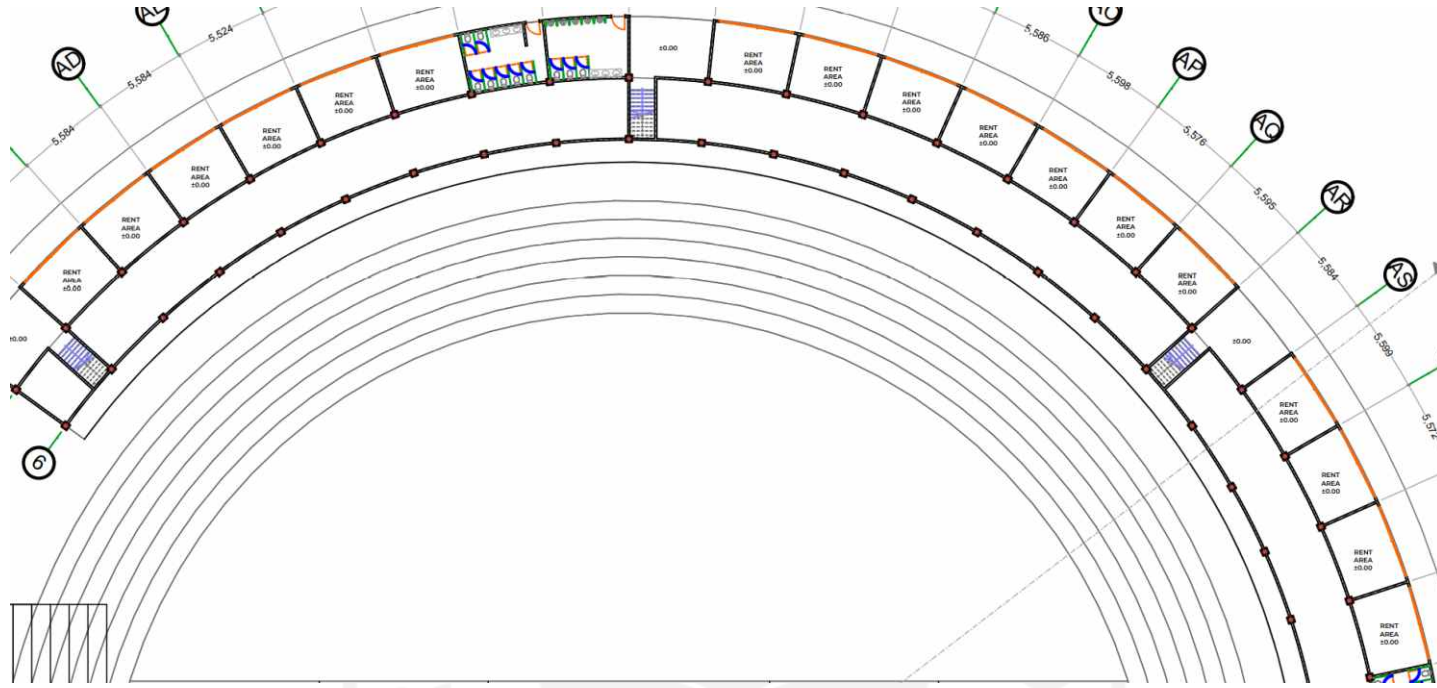 AD
5,524
5,584
5,584
AO
5,586
AP
5,598
5,576
AQ
5,595
AR
5,584
AS
5,599
5,572
6
±0.00
RENT
AREA
±0.00
RENT
AREA
±0.00
RENT
AREA
±0.00
RENT
AREA
±0.00
RENT
AREA
±0.00
RENT
AREA
±0.00
±0.00
RENT
AREA
±0.00
RENT
AREA
±0.00
RENT
AREA
±0.00
RENT
AREA
±0.00
RENT
AREA
±0.00
RENT
AREA
±0.00
RENT
AREA
±0.00
±0.00
RENT
AREA
±0.00
RENT
AREA
±0.00
RENT
AREA
±0.00
RENT
AREA
±0.00